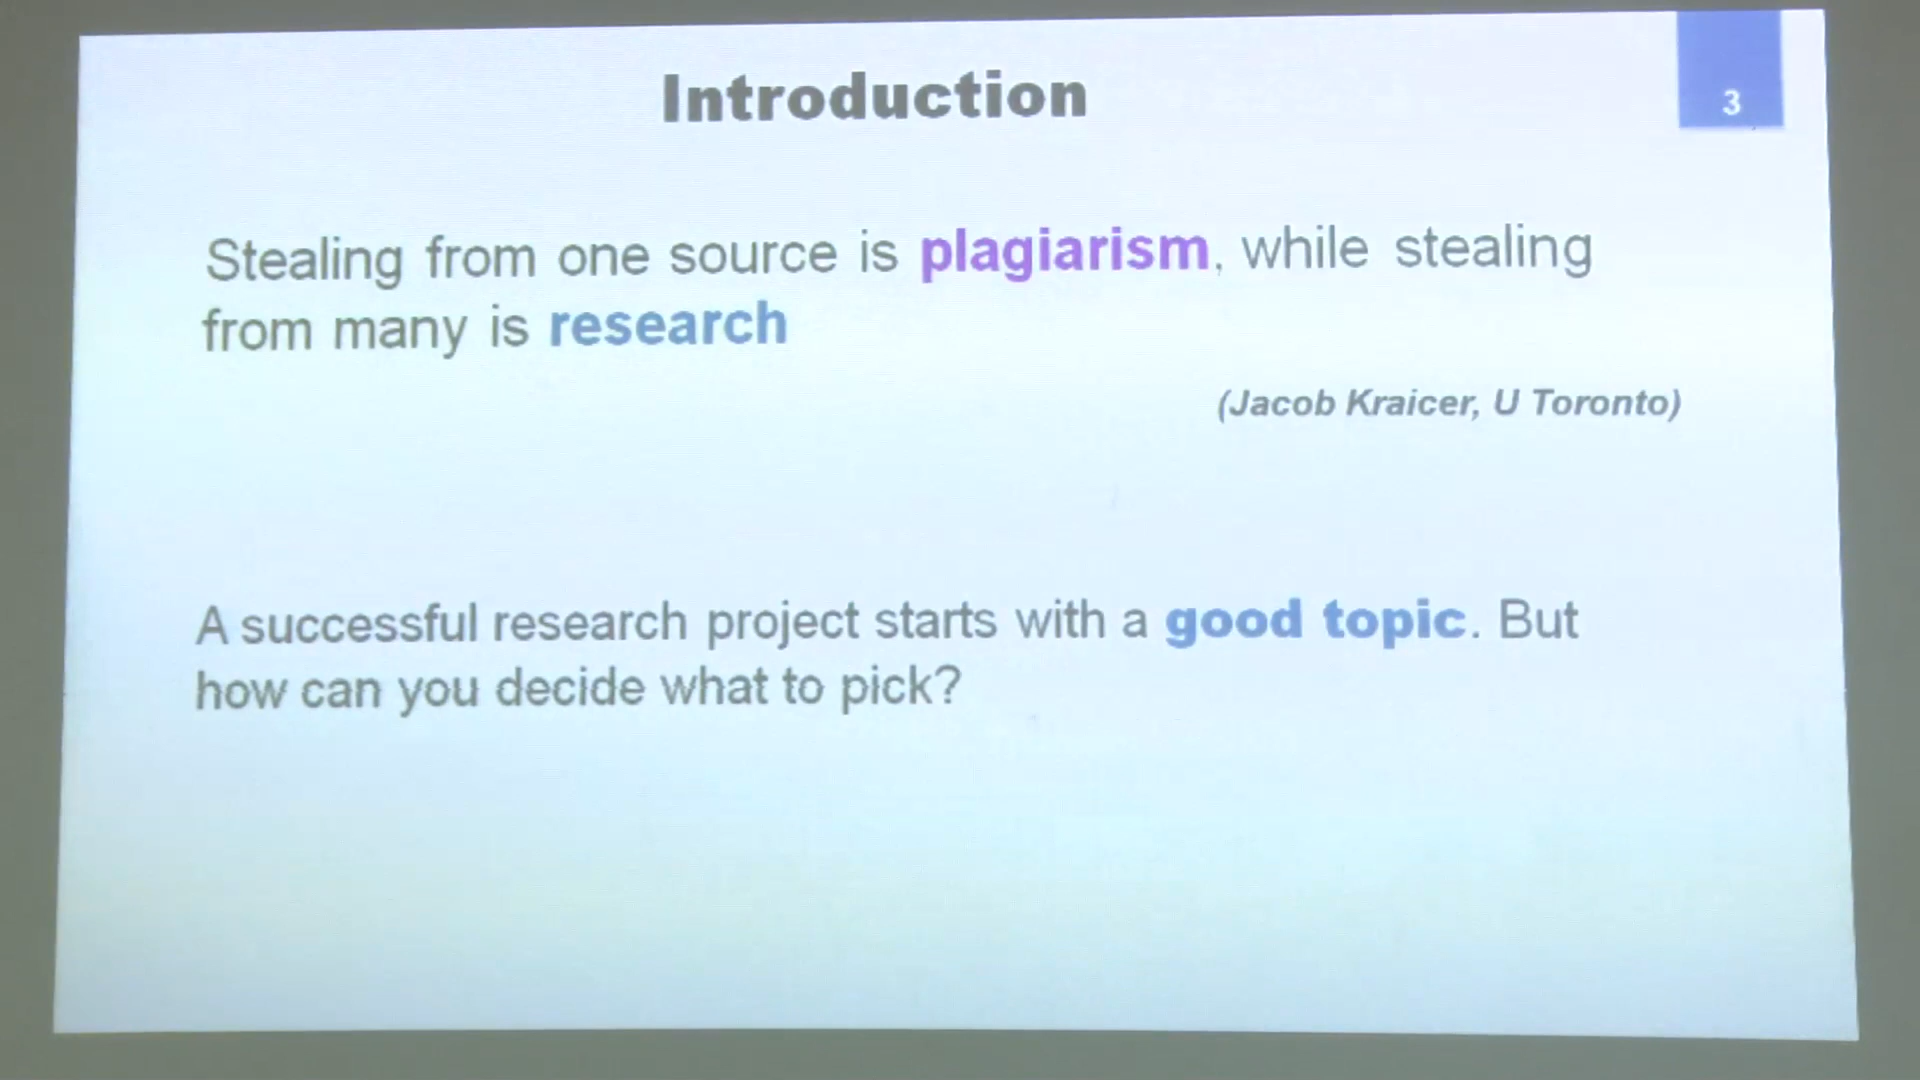 Introduction
3
Stealing from one source is plagiarism, while stealing
from many is research
(Jacob Kraicer, U Toronto)
A successful research project starts with a good topic. But
how can you decide what to pick?